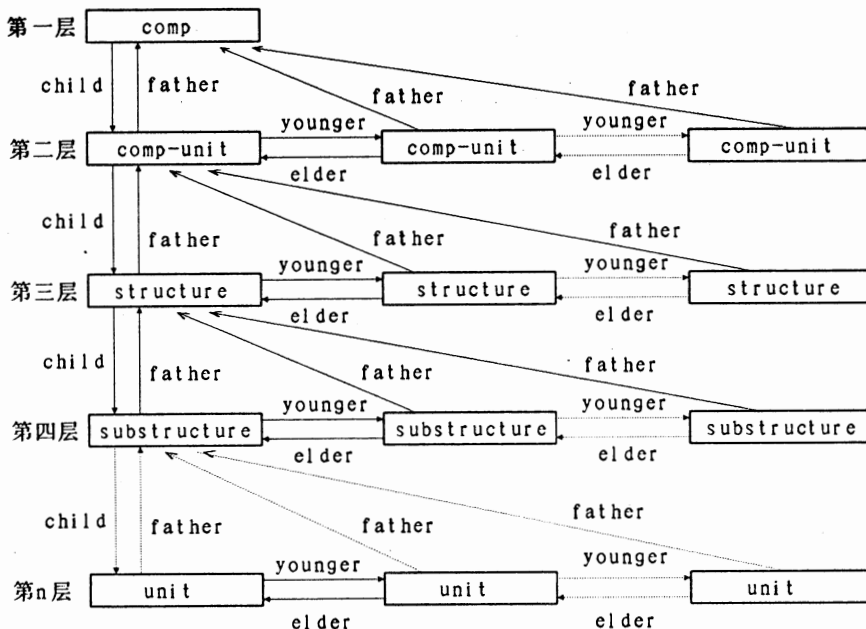 第一层 comp
child father father father
第二层 comp-unit younger comp-unit younger comp-unit
elder elder
child father father father
第三层 structure younger structure younger structure
elder elder
child father father father
第四层 substructure younger substructure younger substructure
elder elder
child father father father
第n层 unit younger unit younger unit
elder elder